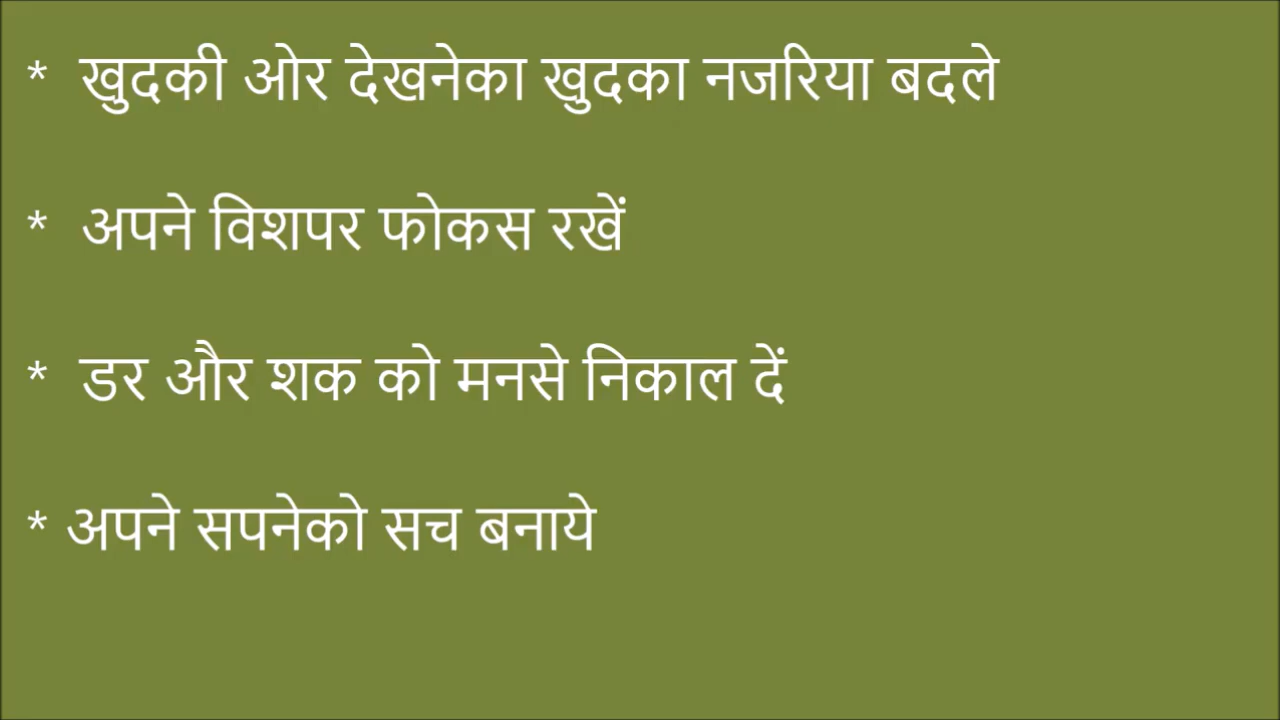 * खुदकी ओर देखनेका खुदका नजरिया बदले
* अपने विशपर फोकस रखें
* डर और शक को मनसे निकाल दें
* अपने सपनेको सच बनाये